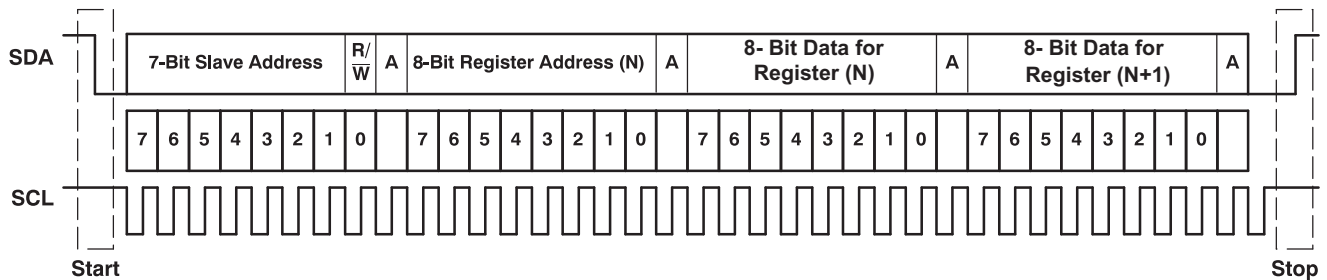 SDA
7-Bit Slave Address
R/
W
A
8-Bit Register Address (N)
A
8- Bit Data for
Register (N)
A
8- Bit Data for
Register (N+1)
A
7 6 5 4 3 2 1 0 7 6 5 4 3 2 1 0 7 6 5 4 3 2 1 0 7 6 5 4 3 2 1 0
SCL
Start
Stop